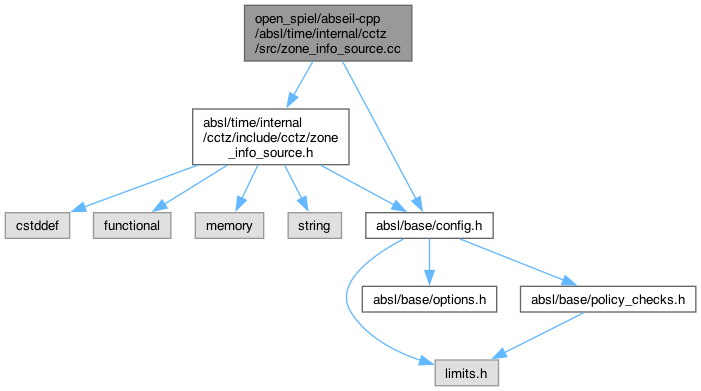 open_spiel/abseil-cpp
/absl/time/internal/cctz
/src/zone_info_source.cc
absl/time/internal
/cctz/include/cctz/zone
_info_source.h
cstddef
functional
memory
string
absl/base/config.h
absl/base/options.h
absl/base/policy_checks.h
limits.h